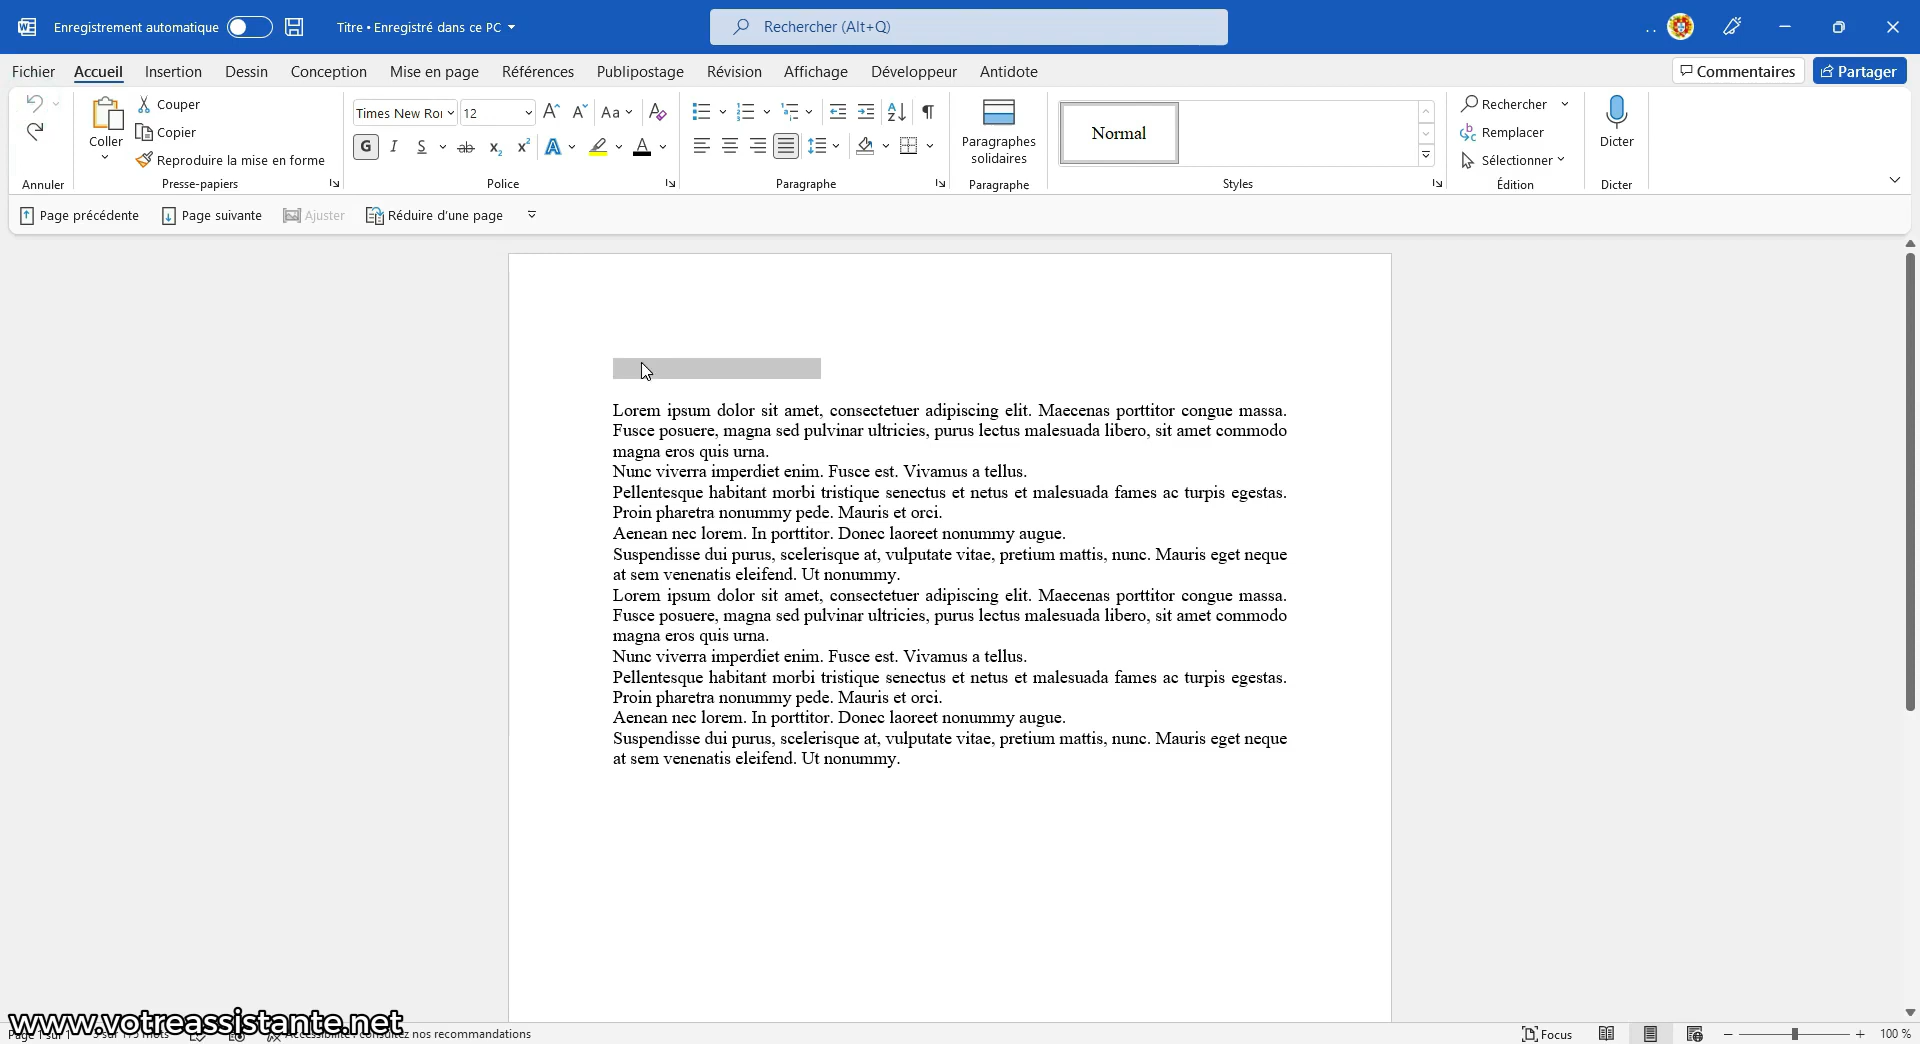 Enregistrement automatique
Titre • Enregistré dans ce PC
Rechercher (Alt+Q)
Fichier Accueil Insertion Dessin Conception Mise en page Références Publipostage Révision Affichage Développeur Antidote
Commentaires Partager
Coller
Couper
Copier
Reproduire la mise en forme
Times New Ror 12
Aa
G I S ab x₂ x² A A
Paragraphes
solidaires
Normal
Rechercher
Remplacer
Sélectionner
Dicter
Annuler Presse-papiers Police Paragraphe Paragraphe Styles Édition Dicter
Page précédente Page suivante Ajuster Réduire d'une page
Lorem ipsum dolor sit amet, consectetuer adipiscing elit. Maecenas porttitor congue massa.
Fusce posuere, magna sed pulvinar ultricies, purus lectus malesuada libero, sit amet commodo
magna eros quis urna.
Nunc viverra imperdiet enim. Fusce est. Vivamus a tellus.
Pellentesque habitant morbi tristique senectus et netus et malesuada fames ac turpis egestas.
Proin pharetra nonummy pede. Mauris et orci.
Aenean nec lorem. In porttitor. Donec laoreet nonummy augue.
Suspendisse dui purus, scelerisque at, vulputate vitae, pretium mattis, nunc. Mauris eget neque
at sem venenatis eleifend. Ut nonummy.
Lorem ipsum dolor sit amet, consectetuer adipiscing elit. Maecenas porttitor congue massa.
Fusce posuere, magna sed pulvinar ultricies, purus lectus malesuada libero, sit amet commodo
magna eros quis urna.
Nunc viverra imperdiet enim. Fusce est. Vivamus a tellus.
Pellentesque habitant morbi tristique senectus et netus et malesuada fames ac turpis egestas.
Proin pharetra nonummy pede. Mauris et orci.
Aenean nec lorem. In porttitor. Donec laoreet nonummy augue.
Suspendisse dui purus, scelerisque at, vulputate vitae, pretium mattis, nunc. Mauris eget neque
at sem venenatis eleifend. Ut nonummy.
www.votreassistante.net
Page 1 sur 1 mots Accessibilité : consultez nos recommandations
Focus 100 %